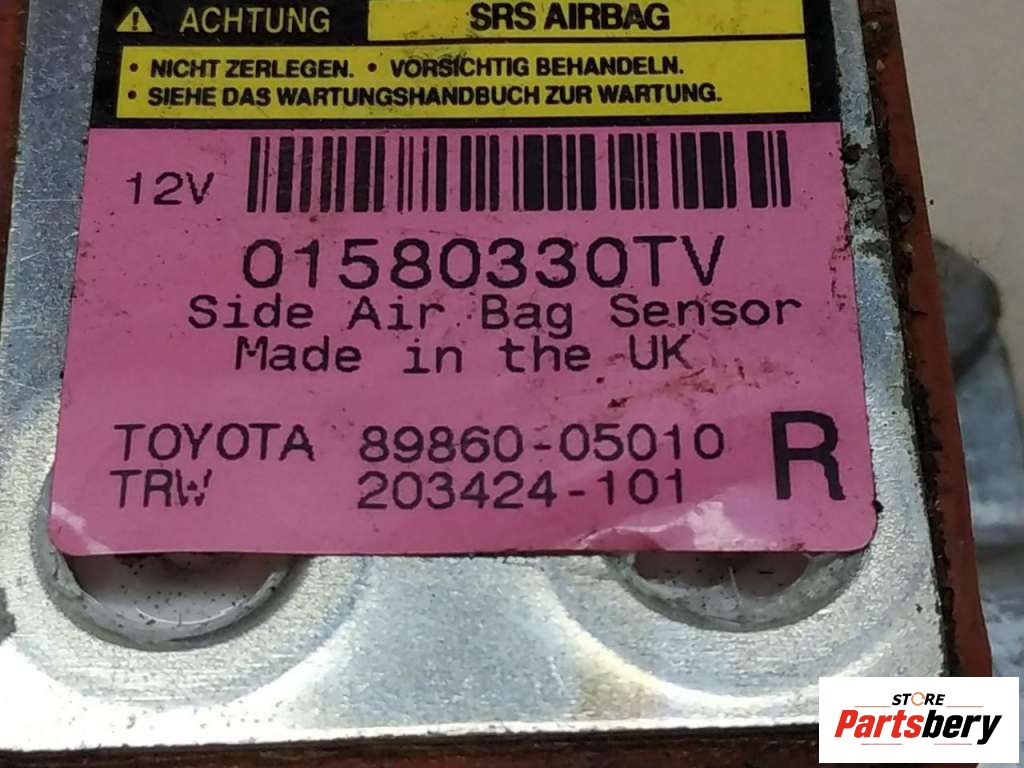 ⚠ ACHTUNG SRS AIRBAG
• NICHT ZERLEGEN. • VORSICHTIG BEHANDELN.
• SIEHE DAS WARTUNGSHANDBUCH ZUR WARTUNG.
12V
01580330TV
Side Air Bag Sensor
Made in the UK
TOYOTA 89860-05010
TRW 203424-101
R
STORE
Partsbery